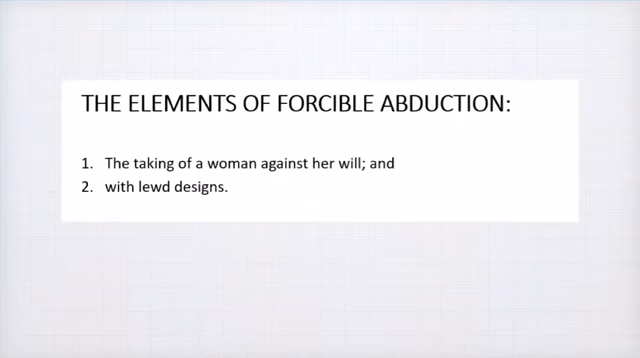 THE ELEMENTS OF FORCIBLE ABDUCTION:
1. The taking of a woman against her will; and
2. with lewd designs.